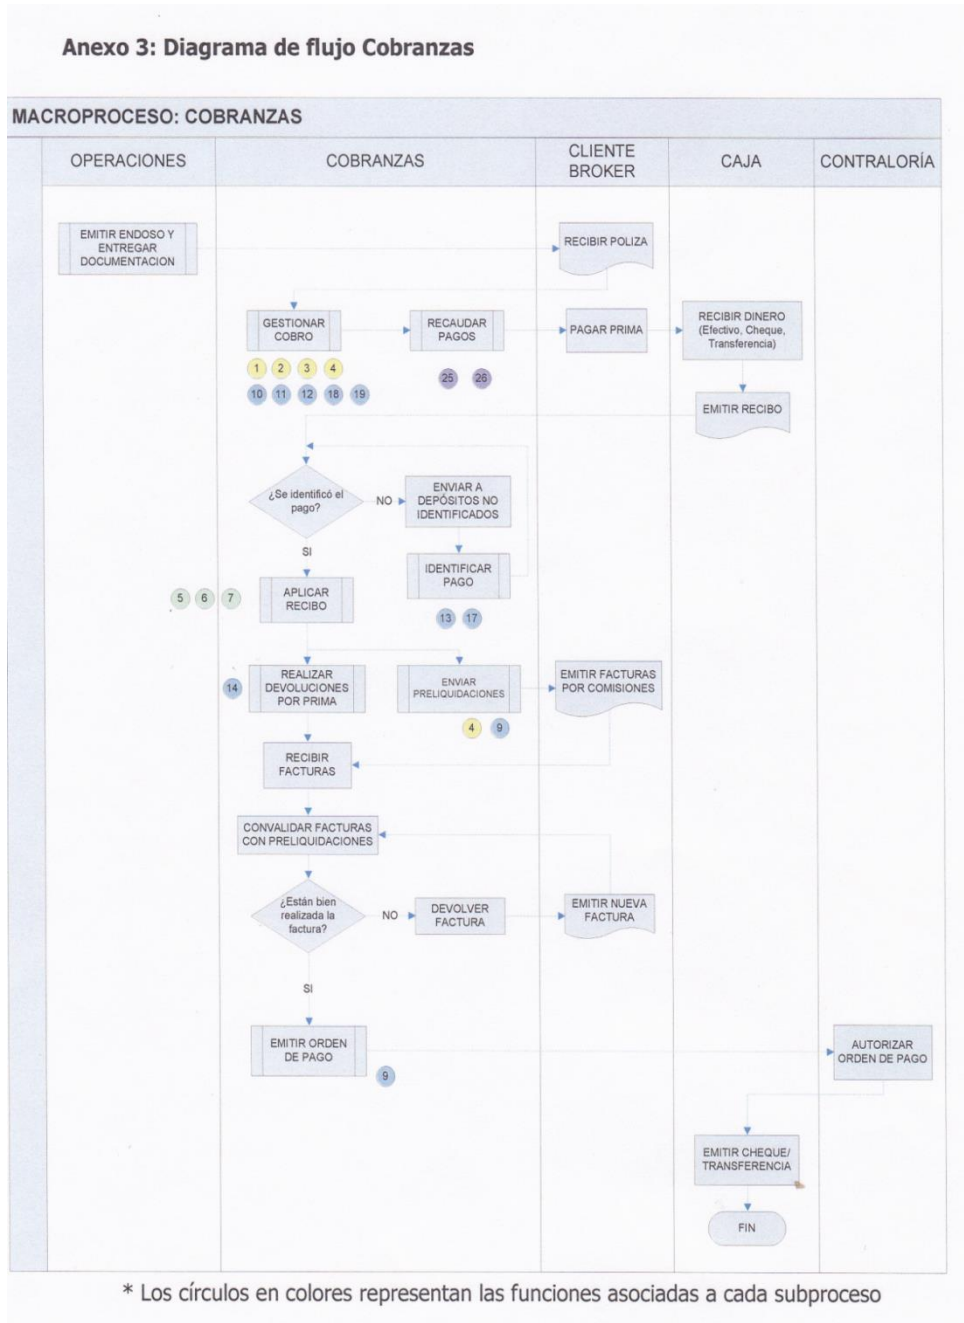 Anexo 3: Diagrama de flujo Cobranzas
MACROPROCESO: COBRANZAS
OPERACIONES
COBRANZAS
CLIENTE
BROKER
CAJA
CONTRALORÍA
EMITIR ENDOSO Y
ENTREGAR
DOCUMENTACION
RECIBIR POLIZA
GESTIONAR
COBRO
RECAUDAR
PAGOS
PAGAR PRIMA
RECIBIR DINERO
(Efectivo, Cheque,
Transferencia)
1 2 3 4
10 11 12 18 19
25 26
EMITIR RECIBO
¿Se identificó el
pago?
NO
ENVIAR A
DEPÓSITOS NO
IDENTIFICADOS
SI
IDENTIFICAR
PAGO
5 6 7
APLICAR
RECIBO
13 17
14
REALIZAR
DEVOLUCIONES
POR PRIMA
ENVIAR
PRELIQUIDACIONES
EMITIR FACTURAS
POR COMISIONES
4 9
RECIBIR
FACTURAS
CONVALIDAR FACTURAS
CON PRELIQUIDACIONES
¿Están bien
realizada la
factura?
NO
DEVOLVER
FACTURA
EMITIR NUEVA
FACTURA
SI
EMITIR ORDEN
DE PAGO
9
AUTORIZAR
ORDEN DE PAGO
EMITIR CHEQUE/
TRANSFERENCIA
FIN
* Los círculos en colores representan las funciones asociadas a cada subproceso